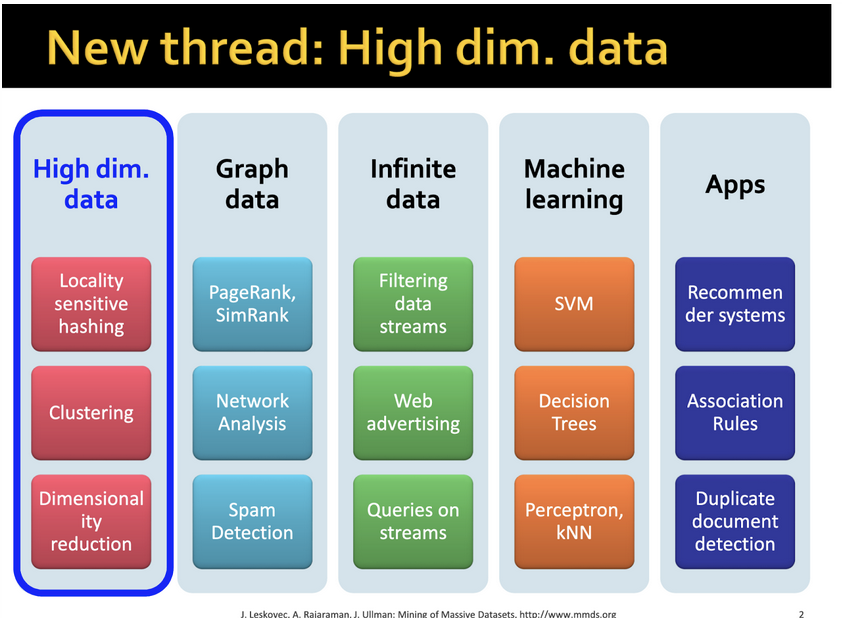 New thread: High dim. data
High dim.
data
Locality
sensitive
hashing
Clustering
Dimensional
ity
reduction
Graph
data
PageRank,
SimRank
Network
Analysis
Spam
Detection
Infinite
data
Filtering
data
streams
Web
advertising
Queries on
streams
Machine
learning
SVM
Decision
Trees
Perceptron,
kNN
Apps
Recommen
der systems
Association
Rules
Duplicate
document
detection
J. Leskovec, A. Rajaraman, J. Ullman: Mining of Massive Datasets, http://www.mmds.org
2